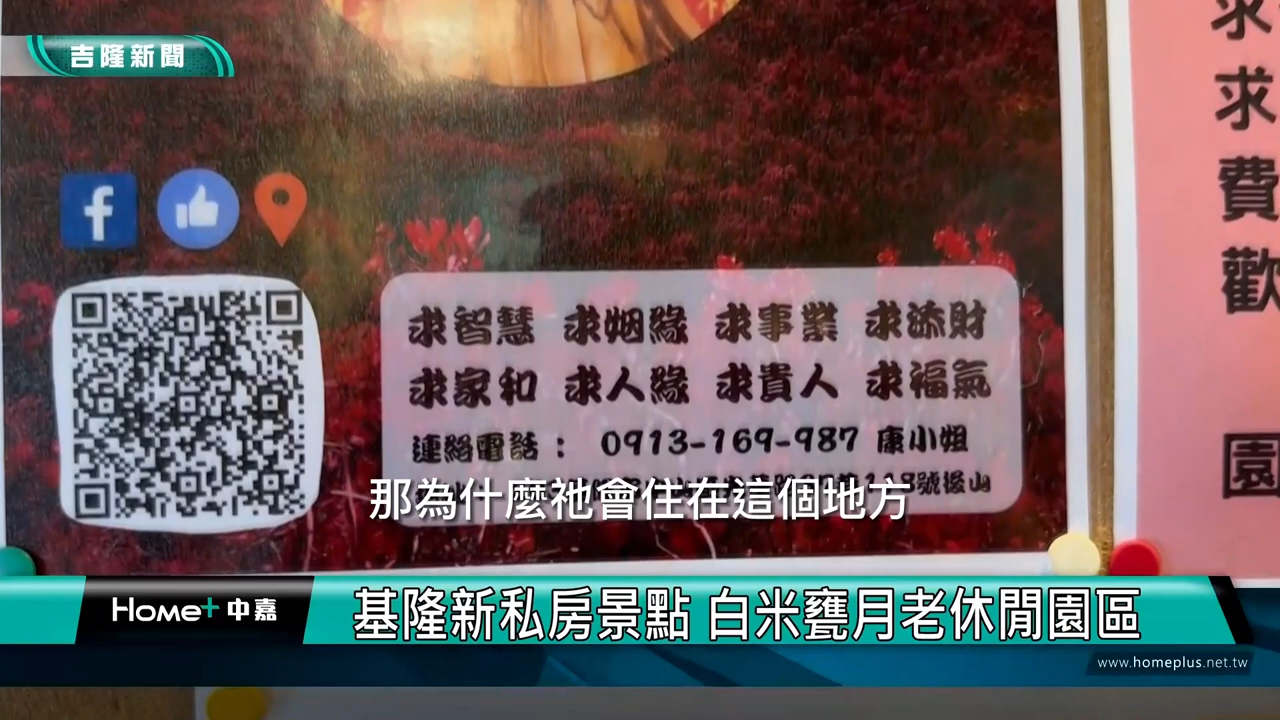 吉隆新聞
求
求
費
歡
園
求智慧 求姻緣 求事業 求添財
求家和 求人緣 求貴人 求福氣
連絡電話： 0913-169-987 康小姐
號後山
那為什麼祂會住在這個地方
Home+中嘉
基隆新私房景點 白米甕月老休閒園區
www.homeplus.net.tw